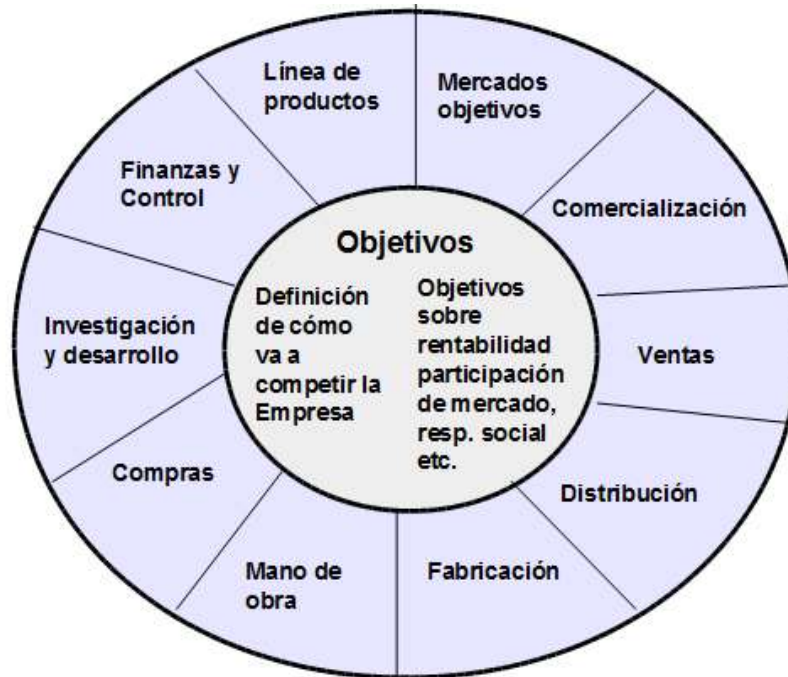 Línea de
productos
Mercados
objetivos
Comercialización
Ventas
Distribución
Fabricación
Mano de
obra
Compras
Investigación
y desarrollo
Finanzas y
Control
Objetivos
Definición
de cómo
va a
competir la
Empresa
Objetivos
sobre
rentabilidad
participación
de mercado,
resp. social
etc.